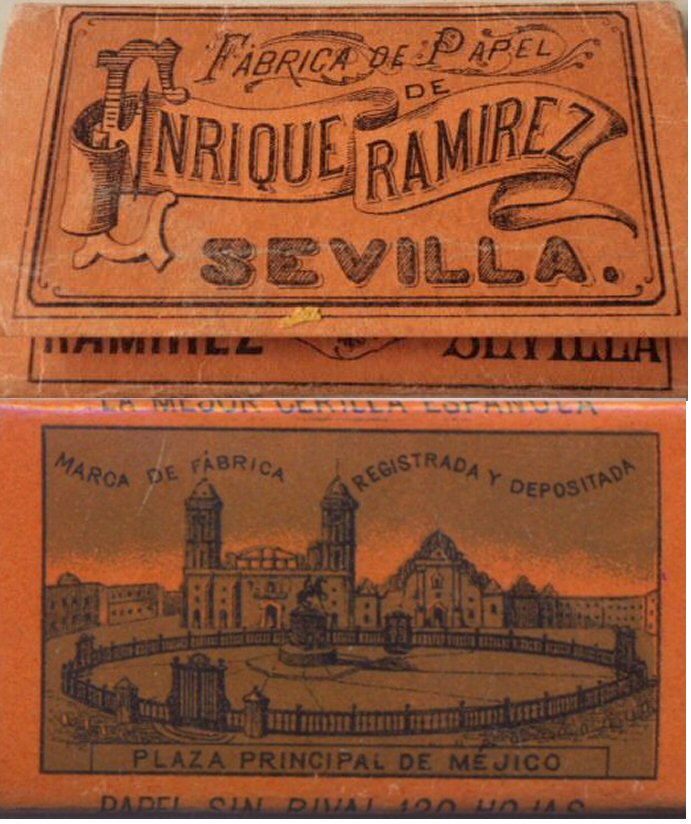 FÁBRICA DE PAPEL
DE
ENRIQUE RAMIREZ
SEVILLA.
RAMIREZ SEVILLA
LA MEJOR CERILLA ESPAÑOLA
MARCA DE FÁBRICA REGISTRADA Y DEPOSITADA
PLAZA PRINCIPAL DE MÉJICO
PAPEL SIN RIVAL 120 HOJAS